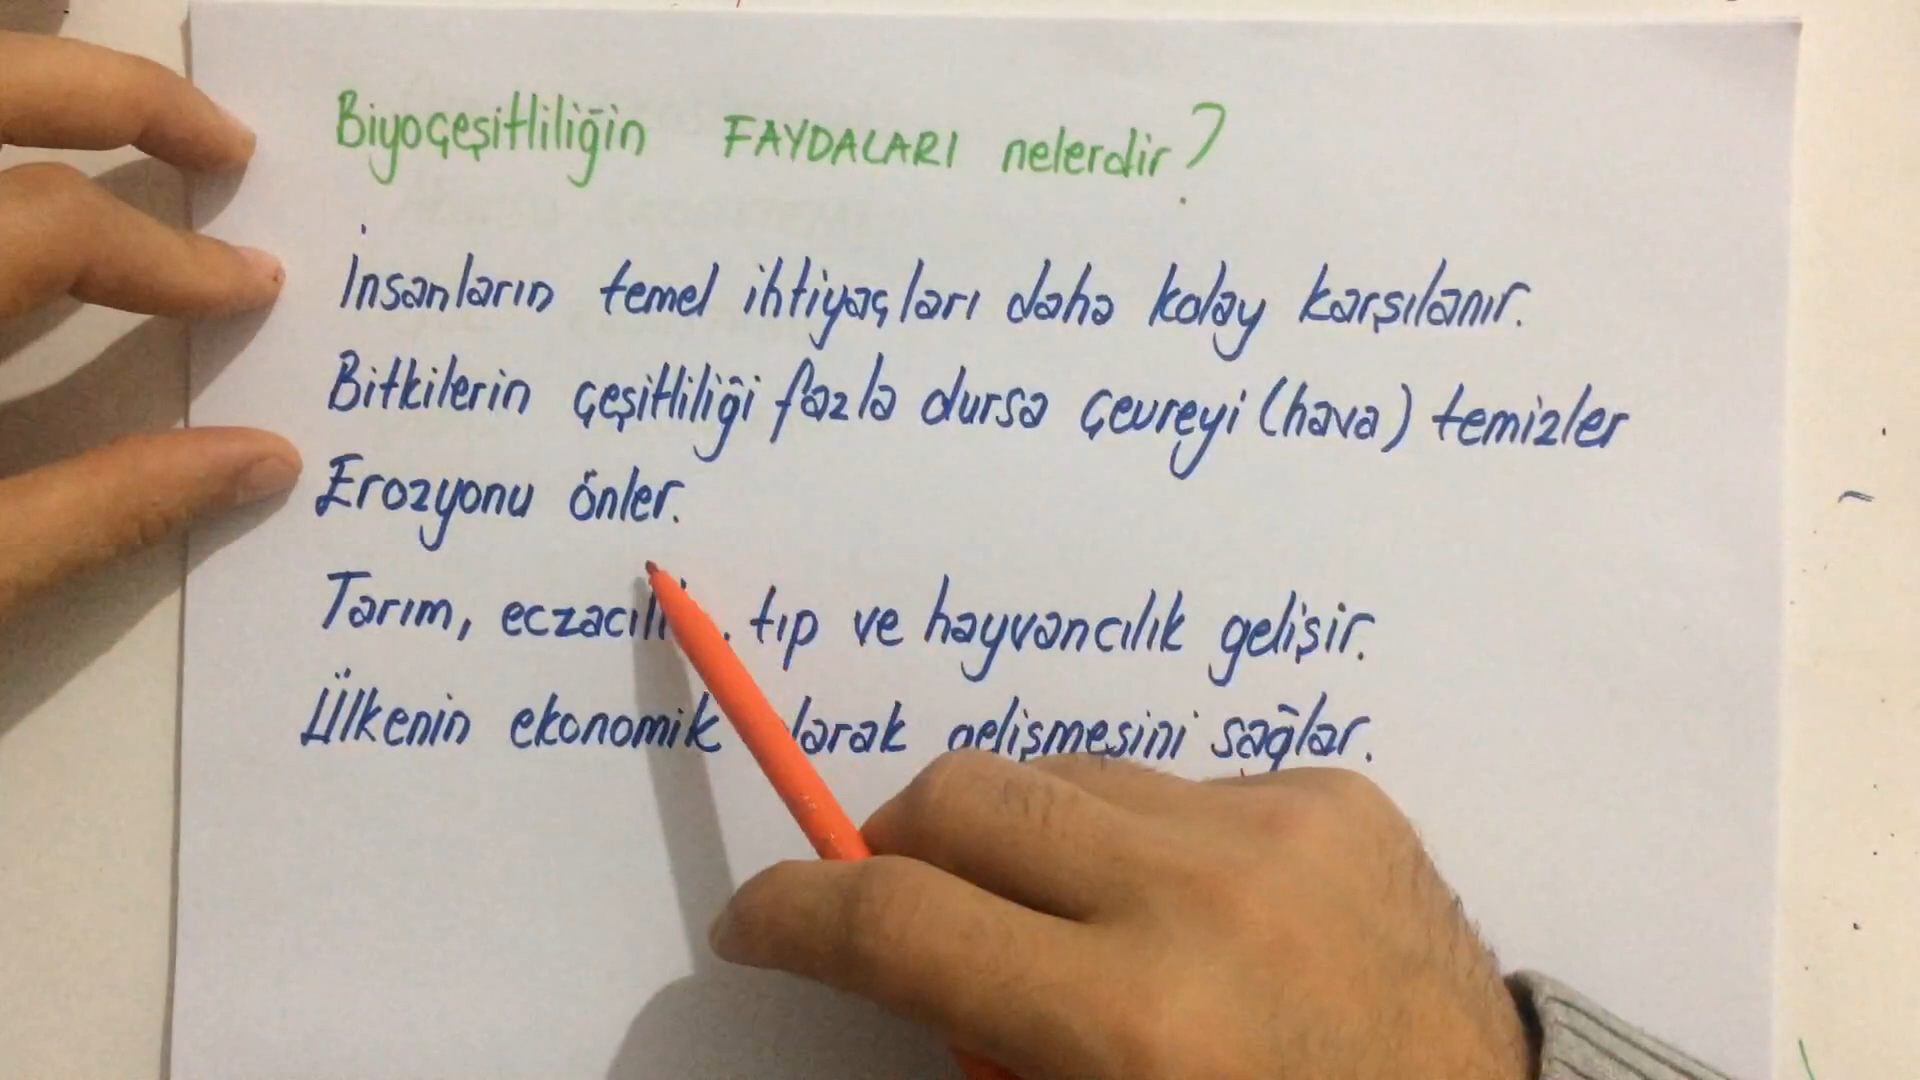 Biyoçeşitliliğin FAYDALARI nelerdir?
İnsanların temel ihtiyaçları daha kolay karşılanır.
Bitkilerin çeşitliliği fazla dursa çevreyi (hava) temizler
Erozyonu önler.
Tarım, tıp ve hayvancılık gelişir.
Ülkenin ekonomik gelişmesini sağlar.